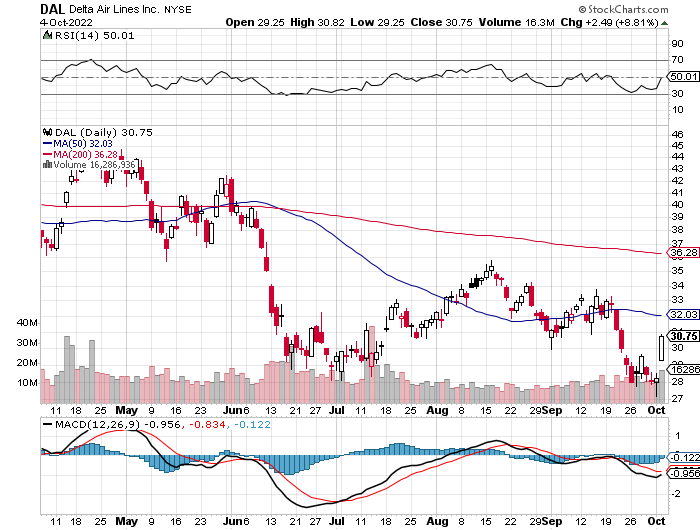 DAL Delta Air Lines Inc. NYSE © StockCharts.com
4-Oct-2022 Open 29.25 High 30.82 Low 29.25 Close 30.75 Volume 16.3M Chg +2.49 (+8.81%)
RSI(14) 50.01
90
70
50.01
30
10
DAL (Daily) 30.75
MA(50) 32.03
MA(200) 36.28
Volume 16,286,936
44
43
42
41
40
39
38
37
36.28
35
34
33
32.03
30.75
30
29
16286
28
27
40M
30M
20M
10M
11 18 25 May 9 16 23 Jun 6 13 21 27 Jul 11 18 25 Aug 8 15 22 29 Sep 12 19 26 Oct
MACD(12,26,9) -0.956, -0.834, -0.122
1
-0.122
-0.956
-2
11 18 25 May 9 16 23 Jun 6 13 21 27 Jul 11 18 25 Aug 8 15 22 29 Sep 12 19 26 Oct